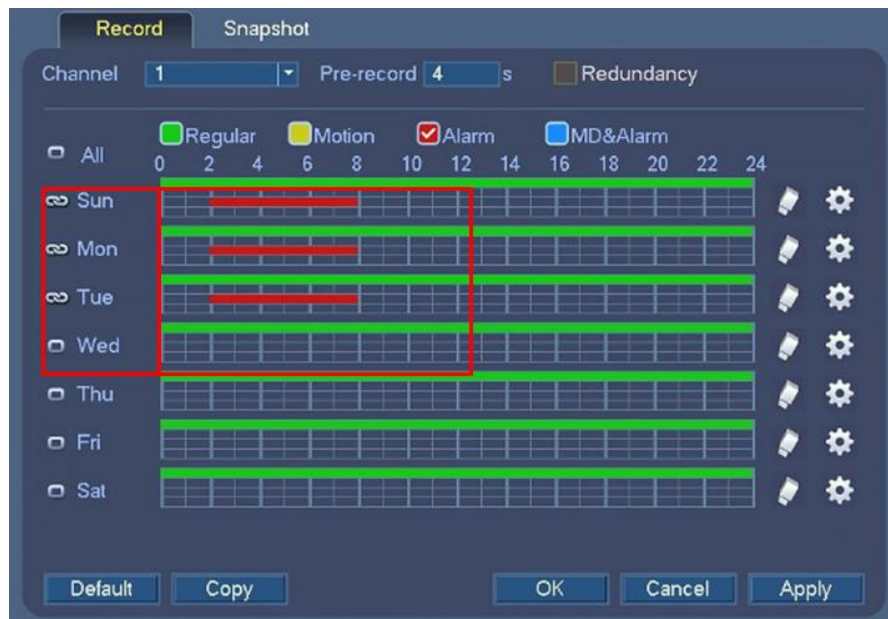 Record Snapshot
Channel 1 Pre-record 4 s Redundancy
Regular Motion Alarm MD&Alarm
All 0 2 4 6 8 10 12 14 16 18 20 22 24
Sun
Mon
Tue
Wed
Thu
Fri
Sat
Default Copy OK Cancel Apply